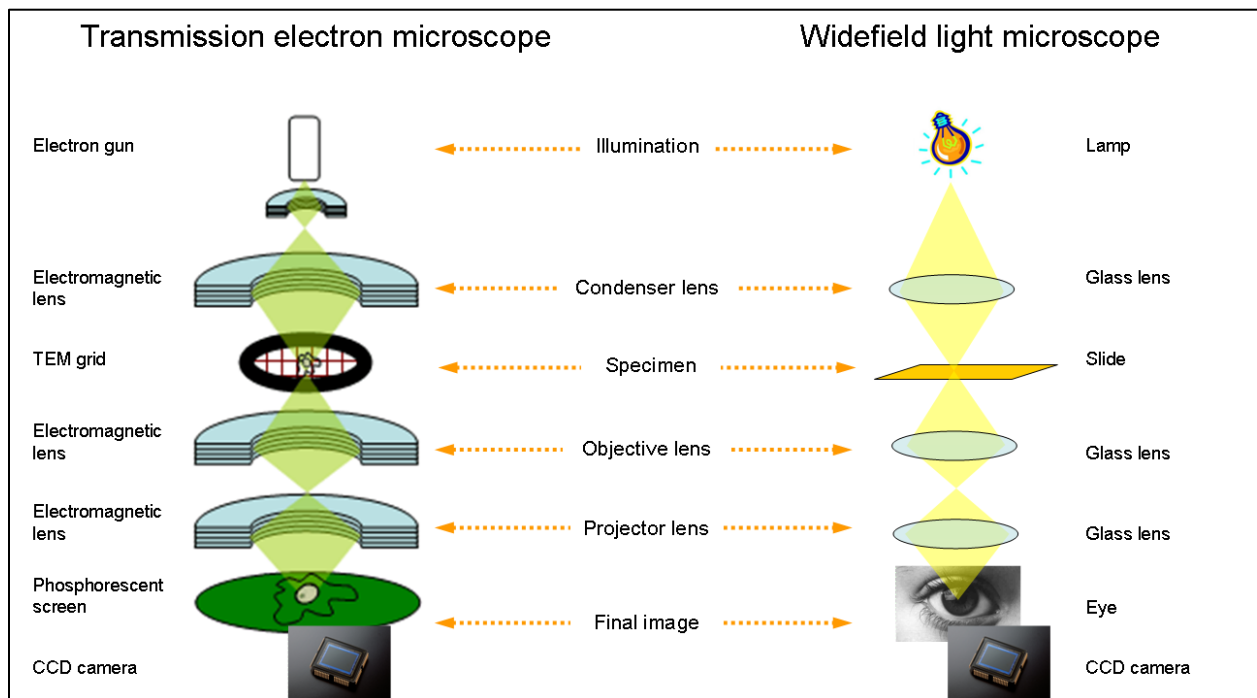 Transmission electron microscope
Widefield light microscope
Electron gun
Illumination
Lamp
Electromagnetic
lens
Condenser lens
Glass lens
TEM grid
Specimen
Slide
Electromagnetic
lens
Objective lens
Glass lens
Electromagnetic
lens
Projector lens
Glass lens
Phosphorescent
screen
Final image
Eye
CCD camera
CCD camera